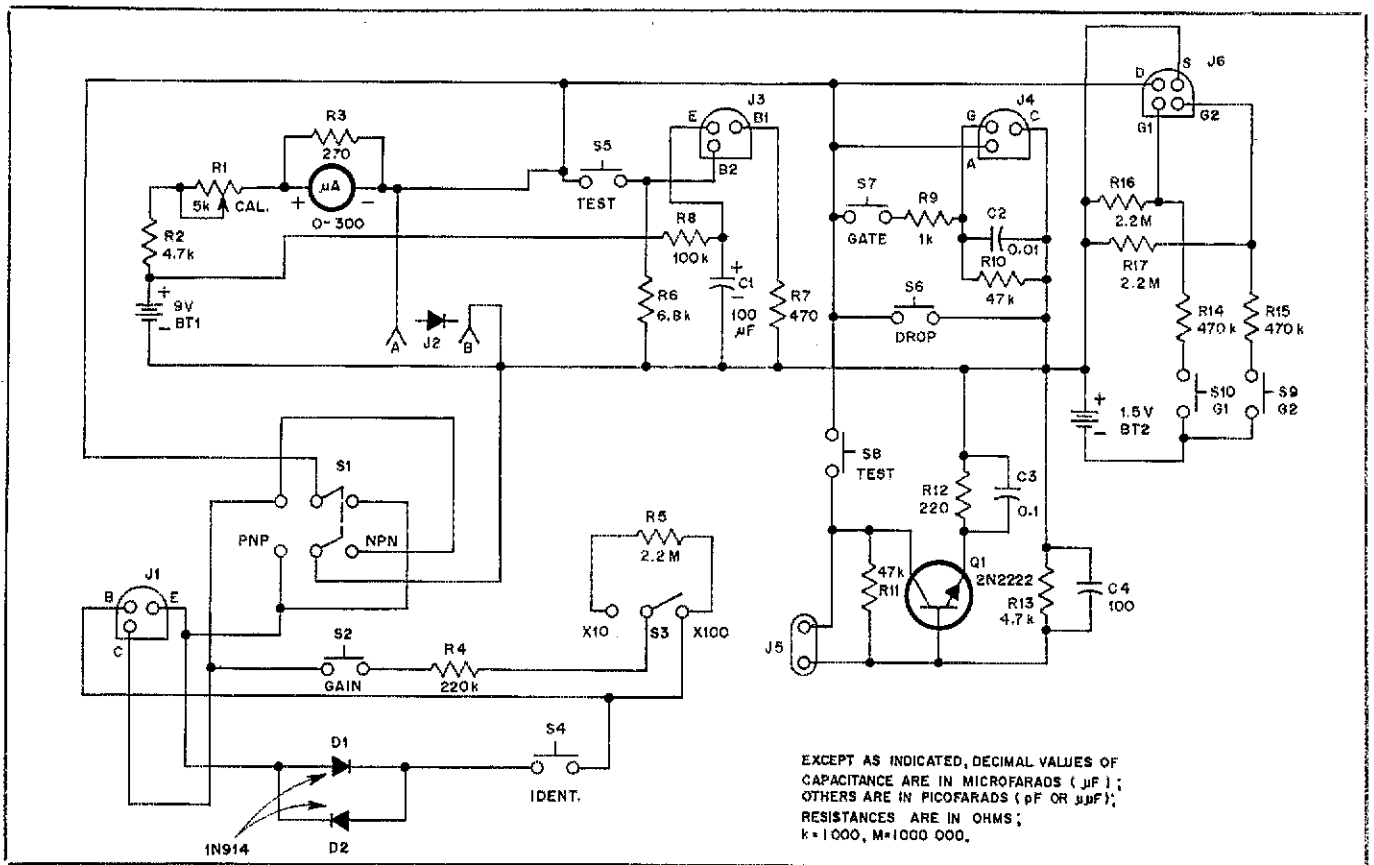 D
S
J6
G1
G2
R3
270
R1
5k
CAL.
+
µA
-
0-300
R2
4.7k
+
9V
-
BT1
A
J2
B
S5
TEST
E
J3
B1
B2
R8
100k
R6
6.8k
+
C1
-
100
µF
R7
470
J4
G
C
A
S7
GATE
R9
1k
C2
0.01
R10
47k
S6
DROP
R16
2.2M
R17
2.2M
R14
470k
R15
470k
S10
G1
S9
G2
+
1.5V
-
BT2
S1
PNP
NPN
J1
B
E
C
S2
GAIN
R4
220k
R5
2.2M
X10
S3
X100
D1
S4
IDENT.
1N914
D2
S8
TEST
R12
220
C3
0.1
47k
R11
Q1
2N2222
R13
4.7k
C4
100
J5
EXCEPT AS INDICATED, DECIMAL VALUES OF
CAPACITANCE ARE IN MICROFARADS ( µF ) ;
OTHERS ARE IN PICOFARADS ( pF OR µµF);
RESISTANCES ARE IN OHMS ;
k=1000, M=1000 000.